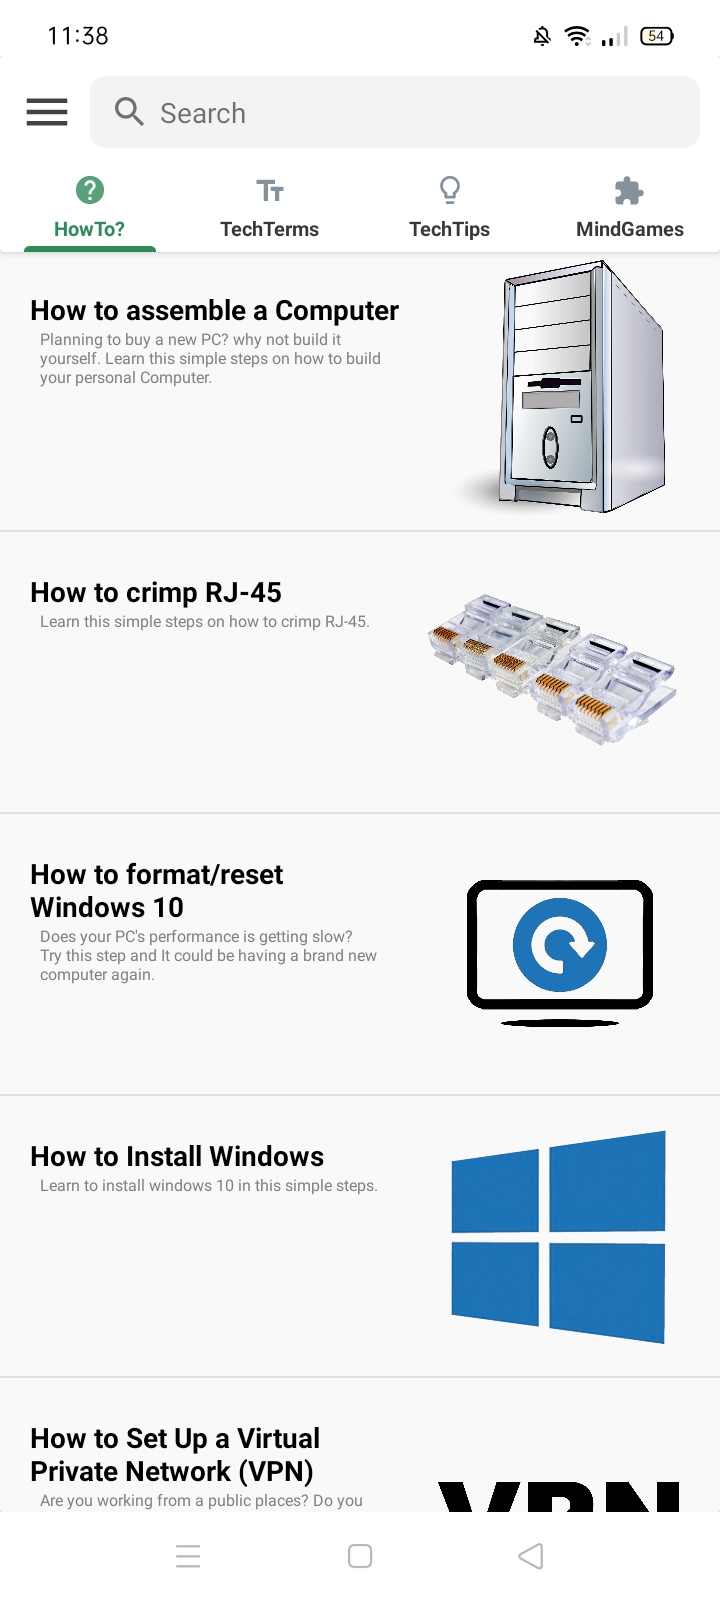 11:38
54
Search
HowTo?
TechTerms
TechTips
MindGames
How to assemble a Computer
Planning to buy a new PC? why not build it
yourself. Learn this simple steps on how to build
your personal Computer.
How to crimp RJ-45
Learn this simple steps on how to crimp RJ-45.
How to format/reset
Windows 10
Does your PC's performance is getting slow?
Try this step and It could be having a brand new
computer again.
How to Install Windows
Learn to install windows 10 in this simple steps.
How to Set Up a Virtual
Private Network (VPN)
Are you working from a public places? Do you
VPN